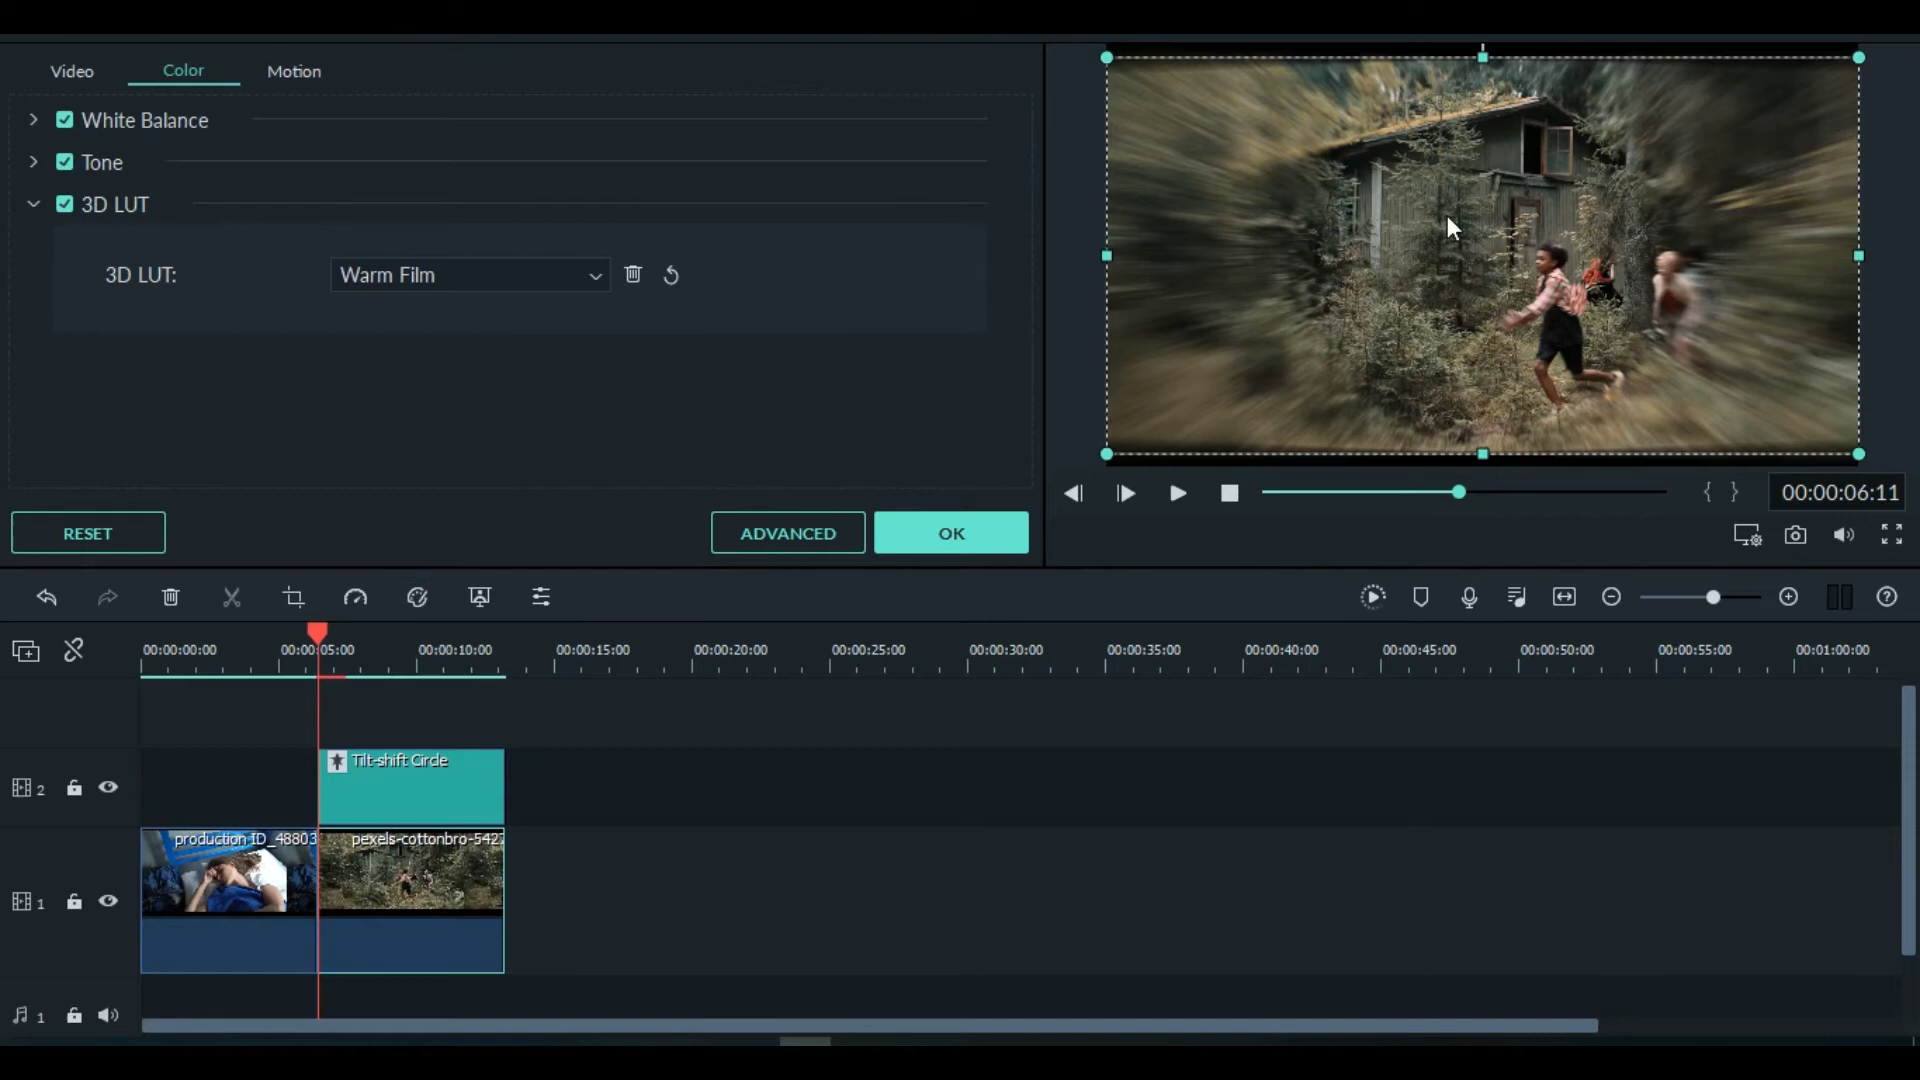 Video Color Motion
White Balance
Tone
3D LUT
3D LUT: Warm Film
RESET ADVANCED OK
{ } 00:00:06:11
00:00:00:00 00:00:05:00 00:00:10:00 00:00:15:00 00:00:20:00 00:00:25:00 00:00:30:00 00:00:35:00 00:00:40:00 00:00:45:00 00:00:50:00 00:00:55:00 00:01:00:00
Tilt-shift Circle
2
production ID_48803 pexels-cottonbro-542
1
1